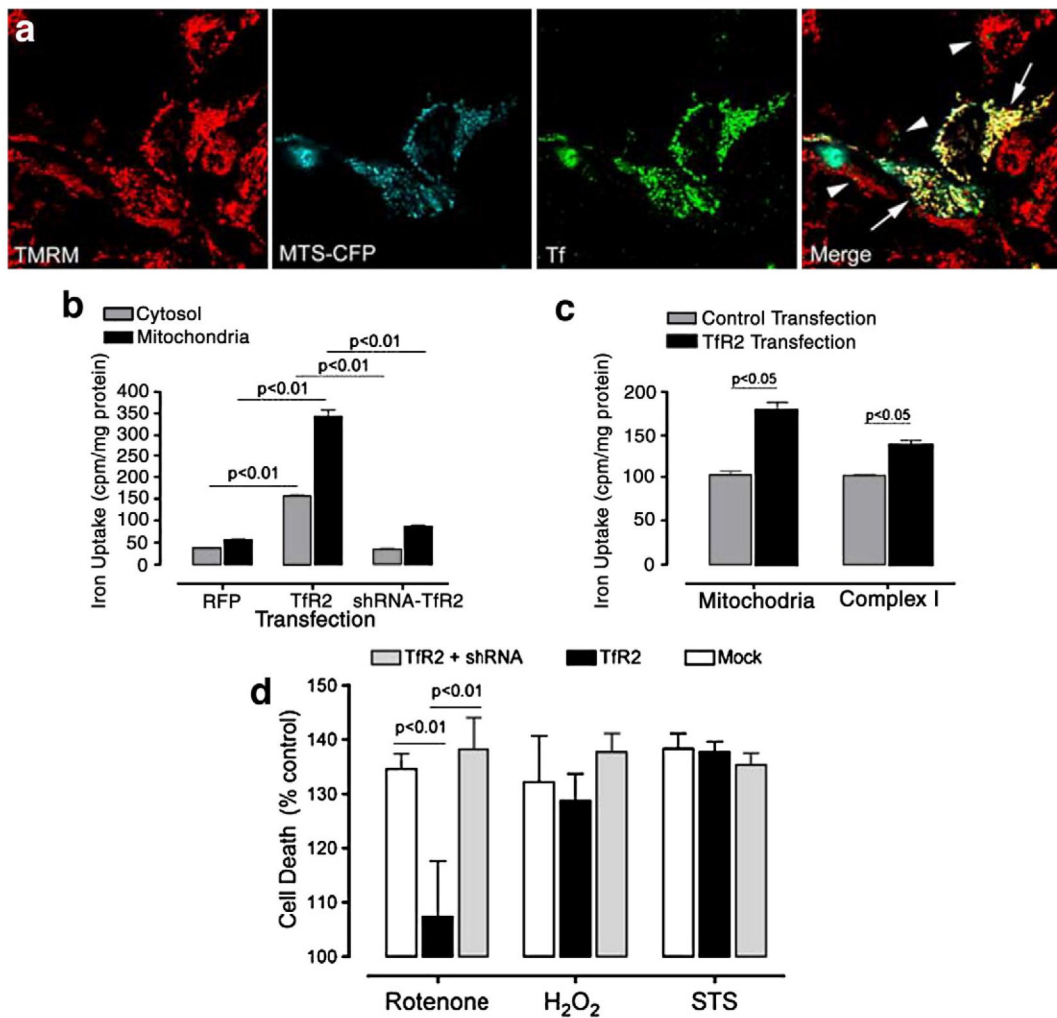 a
TMRM
MTS-CFP
Tf
Merge
b
Cytosol
Mitochondria
Iron Uptake (cpm/mg protein)
400
350
300
250
200
150
100
50
0
p<0.01
p<0.01
p<0.01
p<0.01
RFP
TfR2
shRNA-TfR2
Transfection
c
Control Transfection
TfR2 Transfection
Iron Uptake (cpm/mg protein)
200
150
100
50
0
p<0.05
p<0.05
Mitochodria
Complex I
d
TfR2 + shRNA
TfR2
Mock
Cell Death (% control)
150
140
130
120
110
100
p<0.01
p<0.01
Rotenone
H₂O₂
STS